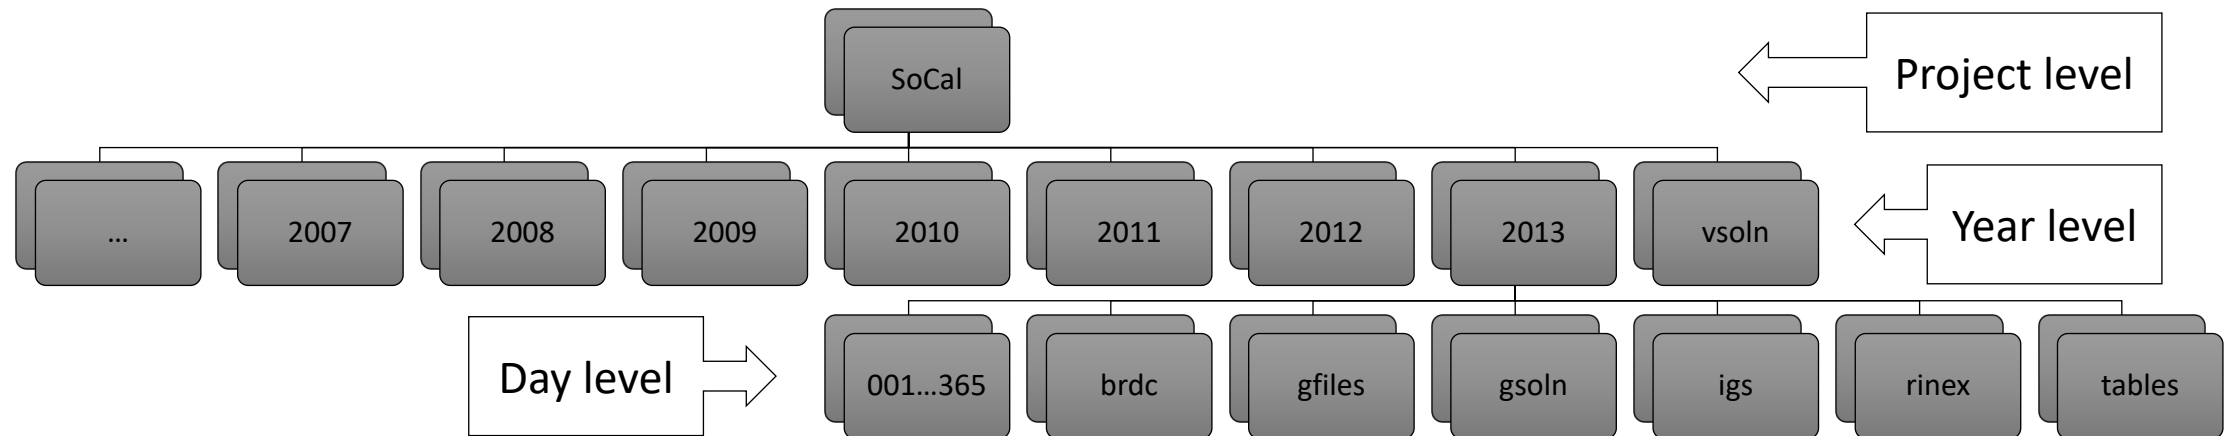 SoCal
Project level
...
2007
2008
2009
2010
2011
2012
2013
vsoln
Year level
Day level
001...365
brdc
gfiles
gsoln
igs
rinex
tables